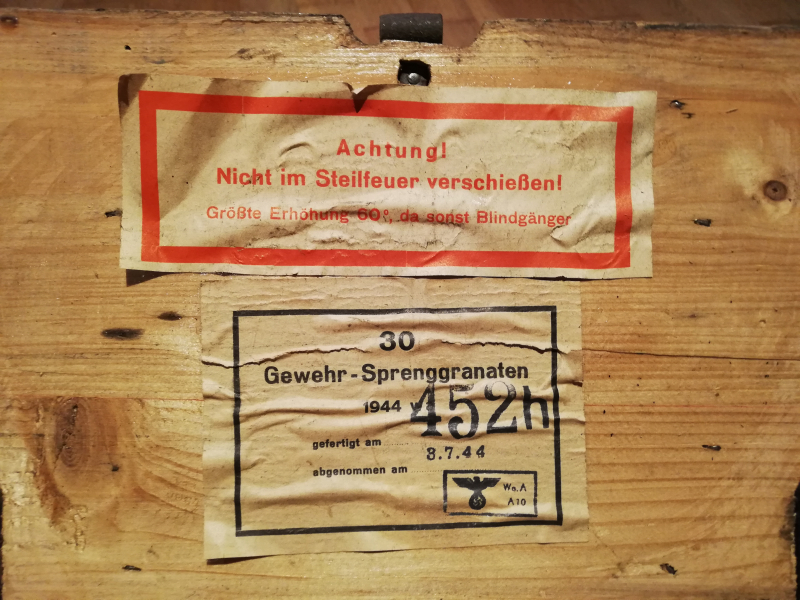 Achtung!
Nicht im Steilfeuer verschießen!
Größte Erhöhung 60°, da sonst Blindgänger
30
Gewehr-Sprenggranaten
1944 452h
gefertigt am
8.7.44
abgenommen am
Wa.A
A10